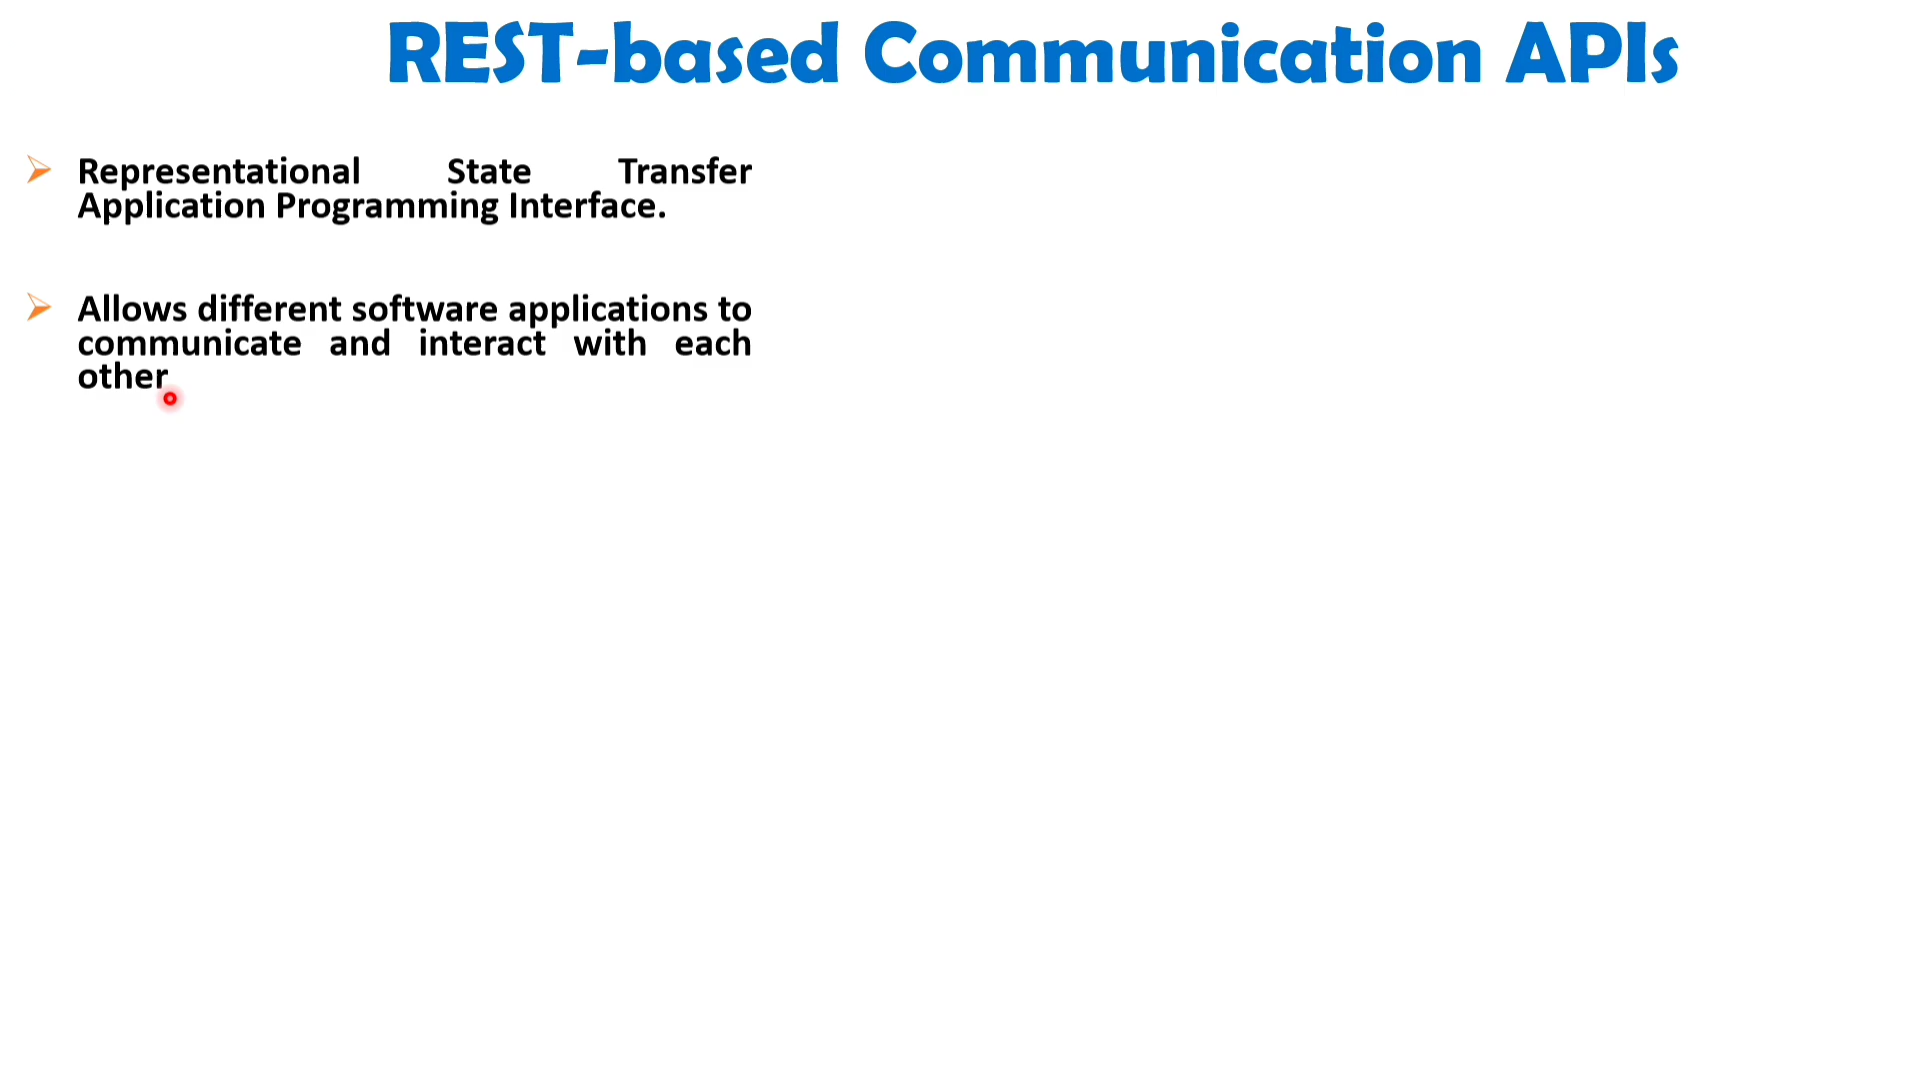 REST-based Communication APIs
Representational State Transfer
Application Programming Interface.
Allows different software applications to
communicate and interact with each
other